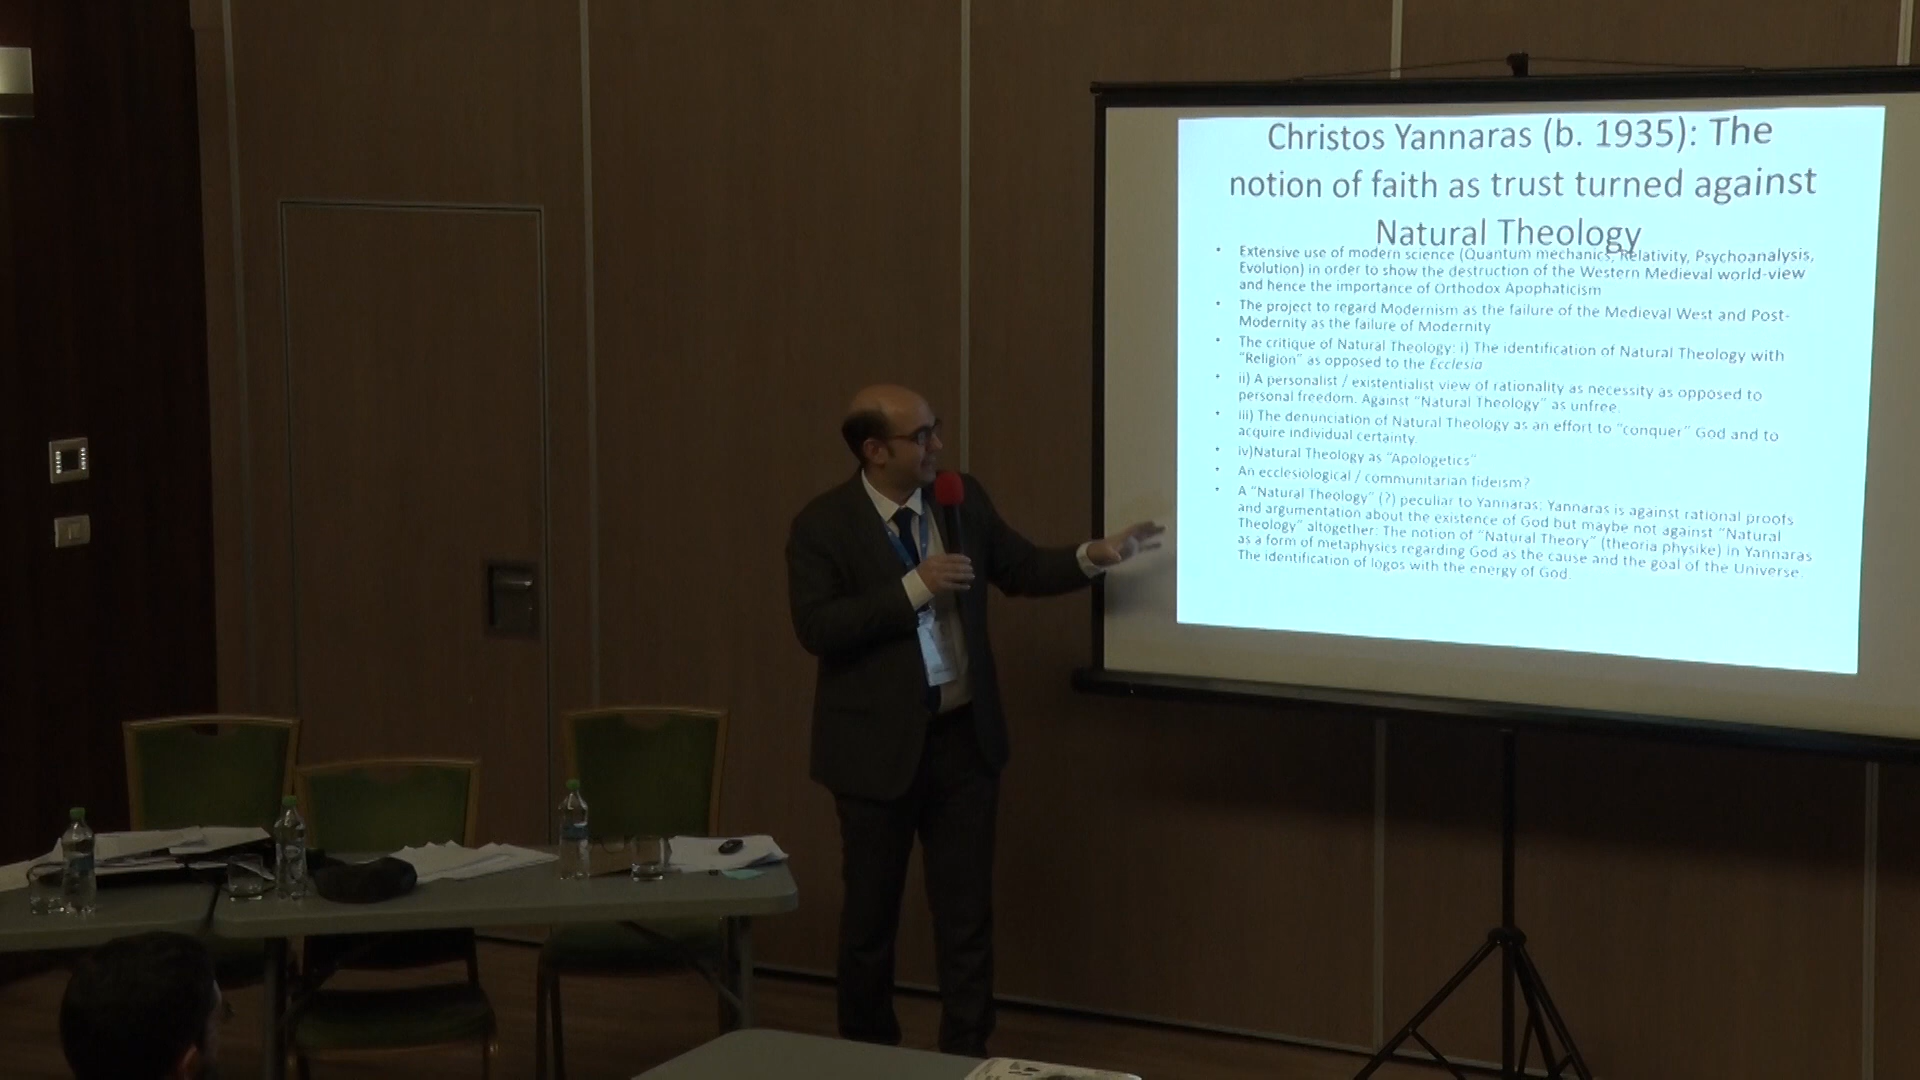 Christos Yannaras (b. 1935): The
notion of faith as trust turned against
Natural Theology
• Extensive use of modern science (Quantum mechanics, Relativity, Psychoanalysis,
Evolution) in order to show the destruction of the Western Medieval world-view
and hence the importance of Orthodox Apophaticism
• The project to regard Modernism as the failure of the Medieval West and Post-
Modernity as the failure of Modernity
• The critique of Natural Theology: i) The identification of Natural Theology with
"Religion" as opposed to the Ecclesia
• ii) A personalist / existentialist view of rationality as necessity as opposed to
personal freedom. Against "Natural Theology" as unfree.
• iii) The denunciation of Natural Theology as an effort to "conquer" God and to
acquire individual certainty.
• iv)Natural Theology as "Apologetics"
• An ecclesiological / communitarian fideism?
• A "Natural Theology" (?) peculiar to Yannaras: Yannaras is against rational proofs
and argumentation about the existence of God but maybe not against "Natural
Theology" altogether: The notion of "Natural Theory" (theoria physike) in Yannaras
as a form of metaphysics regarding God as the cause and the goal of the Universe.
The identification of logos with the energy of God.